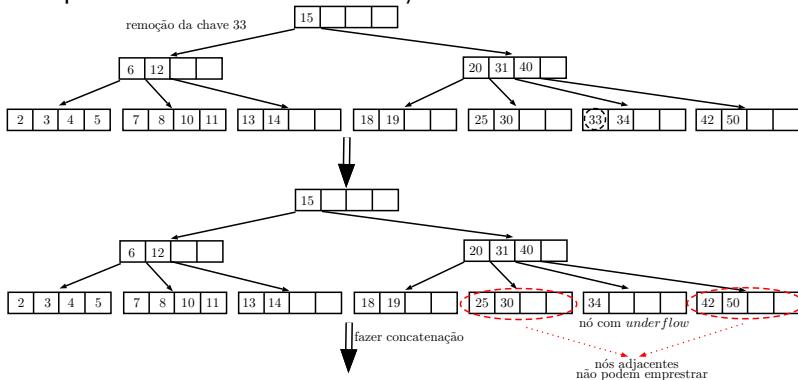 remoção da chave 33
15
6 12
20 31 40
2 3 4 5
7 8 10 11
13 14
18 19
25 30
33 34
42 50
15
6 12
20 31 40
2 3 4 5
7 8 10 11
13 14
18 19
25 30
34
42 50
nó com underflow
fazer concatenação
nós adjacentes
não podem emprestrar